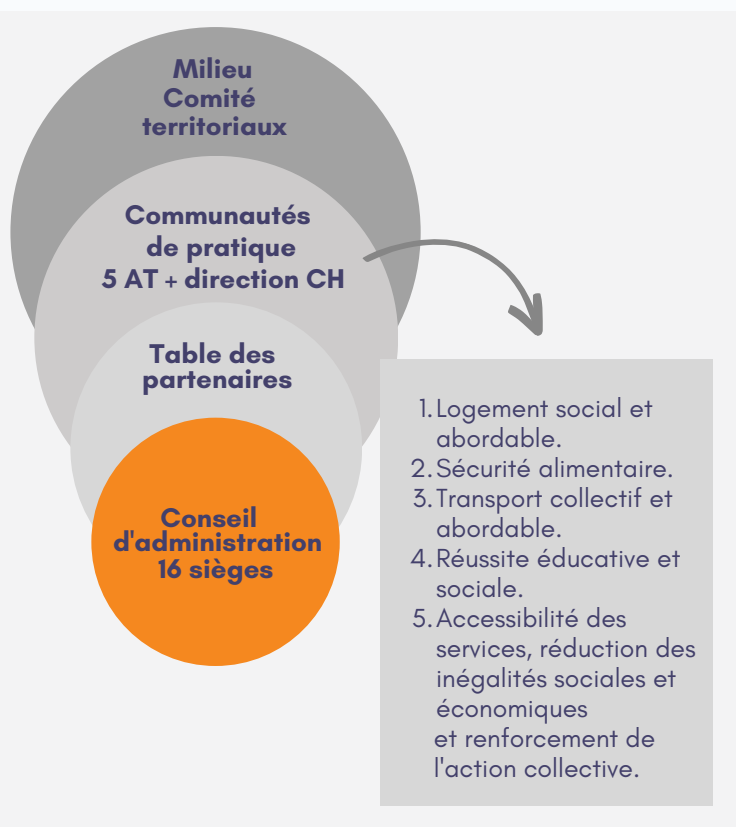 Milieu
Comité
territoriaux
Communautés
de pratique
5 AT + direction CH
Table des
partenaires
Conseil
d'administration
16 sièges
1. Logement social et
abordable.
2. Sécurité alimentaire.
3. Transport collectif et
abordable.
4. Réussite éducative et
sociale.
5. Accessibilité des
services, réduction des
inégalités sociales et
économiques
et renforcement de
l'action collective.